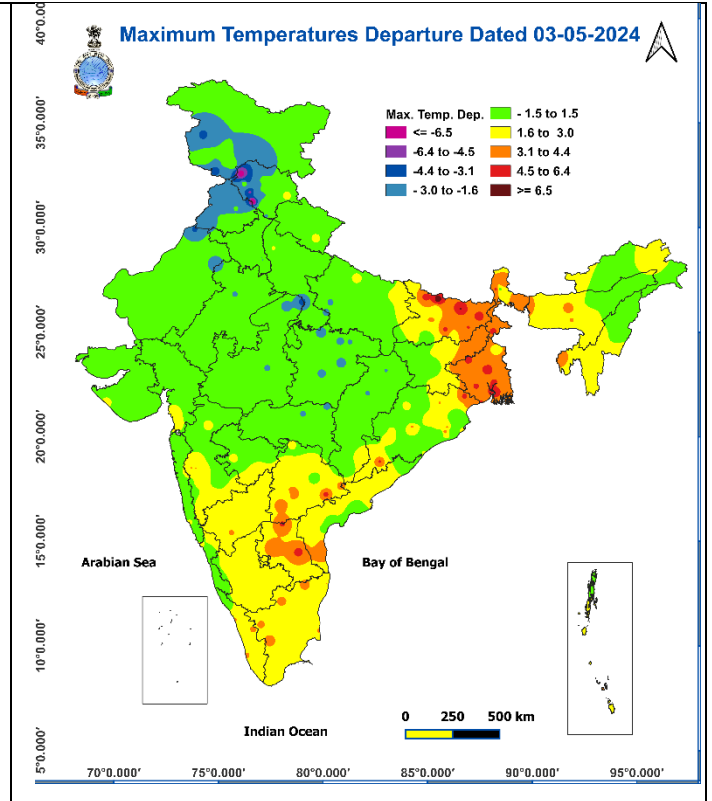 Maximum Temperatures Departure Dated 03-05-2024
Max. Temp. Dep.
<= -6.5
-6.4 to -4.5
-4.4 to -3.1
- 3.0 to -1.6
- 1.5 to 1.5
1.6 to 3.0
3.1 to 4.4
4.5 to 6.4
>= 6.5
40°0.000'
35°0.000'
30°0.000'
25°0.000'
20°0.000'
15°0.000'
10°0.000'
5°0.000'
Arabian Sea
Bay of Bengal
Indian Ocean
0 250 500 km
70°0.000' 75°0.000' 80°0.000' 85°0.000' 90°0.000' 95°0.000'